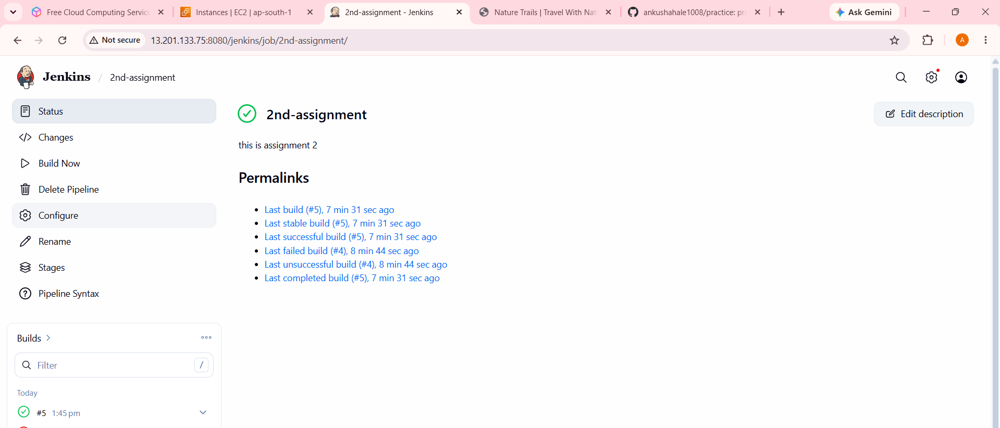 Free Cloud Computing Service
Instances | EC2 | ap-south-1
2nd-assignment - Jenkins
Nature Trails | Travel With Nat
ankushahale1008/practice: pra
Ask Gemini
Not secure
13.201.133.75:8080/jenkins/job/2nd-assignment/
A
Jenkins / 2nd-assignment
Status
Changes
Build Now
Delete Pipeline
Configure
Rename
Stages
Pipeline Syntax
Builds
Filter /
Today
#5 1:45 pm
2nd-assignment
Edit description
this is assignment 2
Permalinks
Last build (#5), 7 min 31 sec ago
Last stable build (#5), 7 min 31 sec ago
Last successful build (#5), 7 min 31 sec ago
Last failed build (#4), 8 min 44 sec ago
Last unsuccessful build (#4), 8 min 44 sec ago
Last completed build (#5), 7 min 31 sec ago